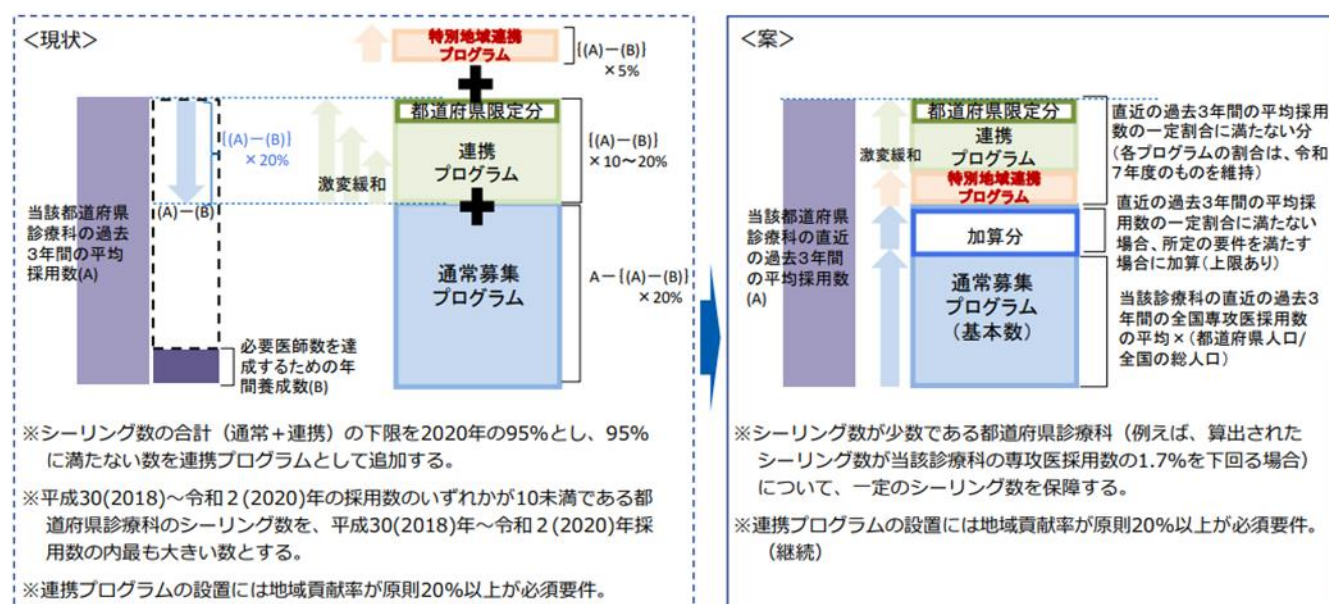 ＜現状＞
特別地域連携
プログラム
{(A)－(B)}
×5%
都道府県限定分
{(A)－(B)}
×20%
連携
プログラム
{(A)－(B)}
×10～20%
激変緩和
(A)－(B)
当該都道府県
診療科の過去
3年間の平均
採用数(A)
通常募集
プログラム
A－{(A)－(B)}
×20%
必要医師数を達
成するための年
間養成数(B)
※シーリング数の合計（通常＋連携）の下限を2020年の95%とし、95%
に満たない数を連携プログラムとして追加する。
※平成30(2018)～令和２(2020)年の採用数のいずれかが10未満である都
道府県診療科のシーリング数を、平成30(2018)年～令和２(2020)年採
用数の内最も大きい数とする。
※連携プログラムの設置には地域貢献率が原則20%以上が必須要件。
＜案＞
都道府県限定分
連携
プログラム
激変緩和
特別地域連携
プログラム
直近の過去3年間の平均採用
数の一定割合に満たない分
（各プログラムの割合は、令和
7年度のものを維持）
当該都道府県
診療科の直近
の過去3年間
の平均採用数
(A)
加算分
直近の過去3年間の平均採
用数の一定割合に満たない
場合、所定の要件を満たす
場合に加算（上限あり）
通常募集
プログラム
（基本数）
当該診療科の直近の過去3
年間の全国専攻医採用数
の平均×（都道府県人口/
全国の総人口）
※シーリング数が少数である都道府県診療科（例えば、算出された
シーリング数が当該診療科の専攻医採用数の1.7%を下回る場合）
について、一定のシーリング数を保障する。
※連携プログラムの設置には地域貢献率が原則20%以上が必須要件。
（継続）